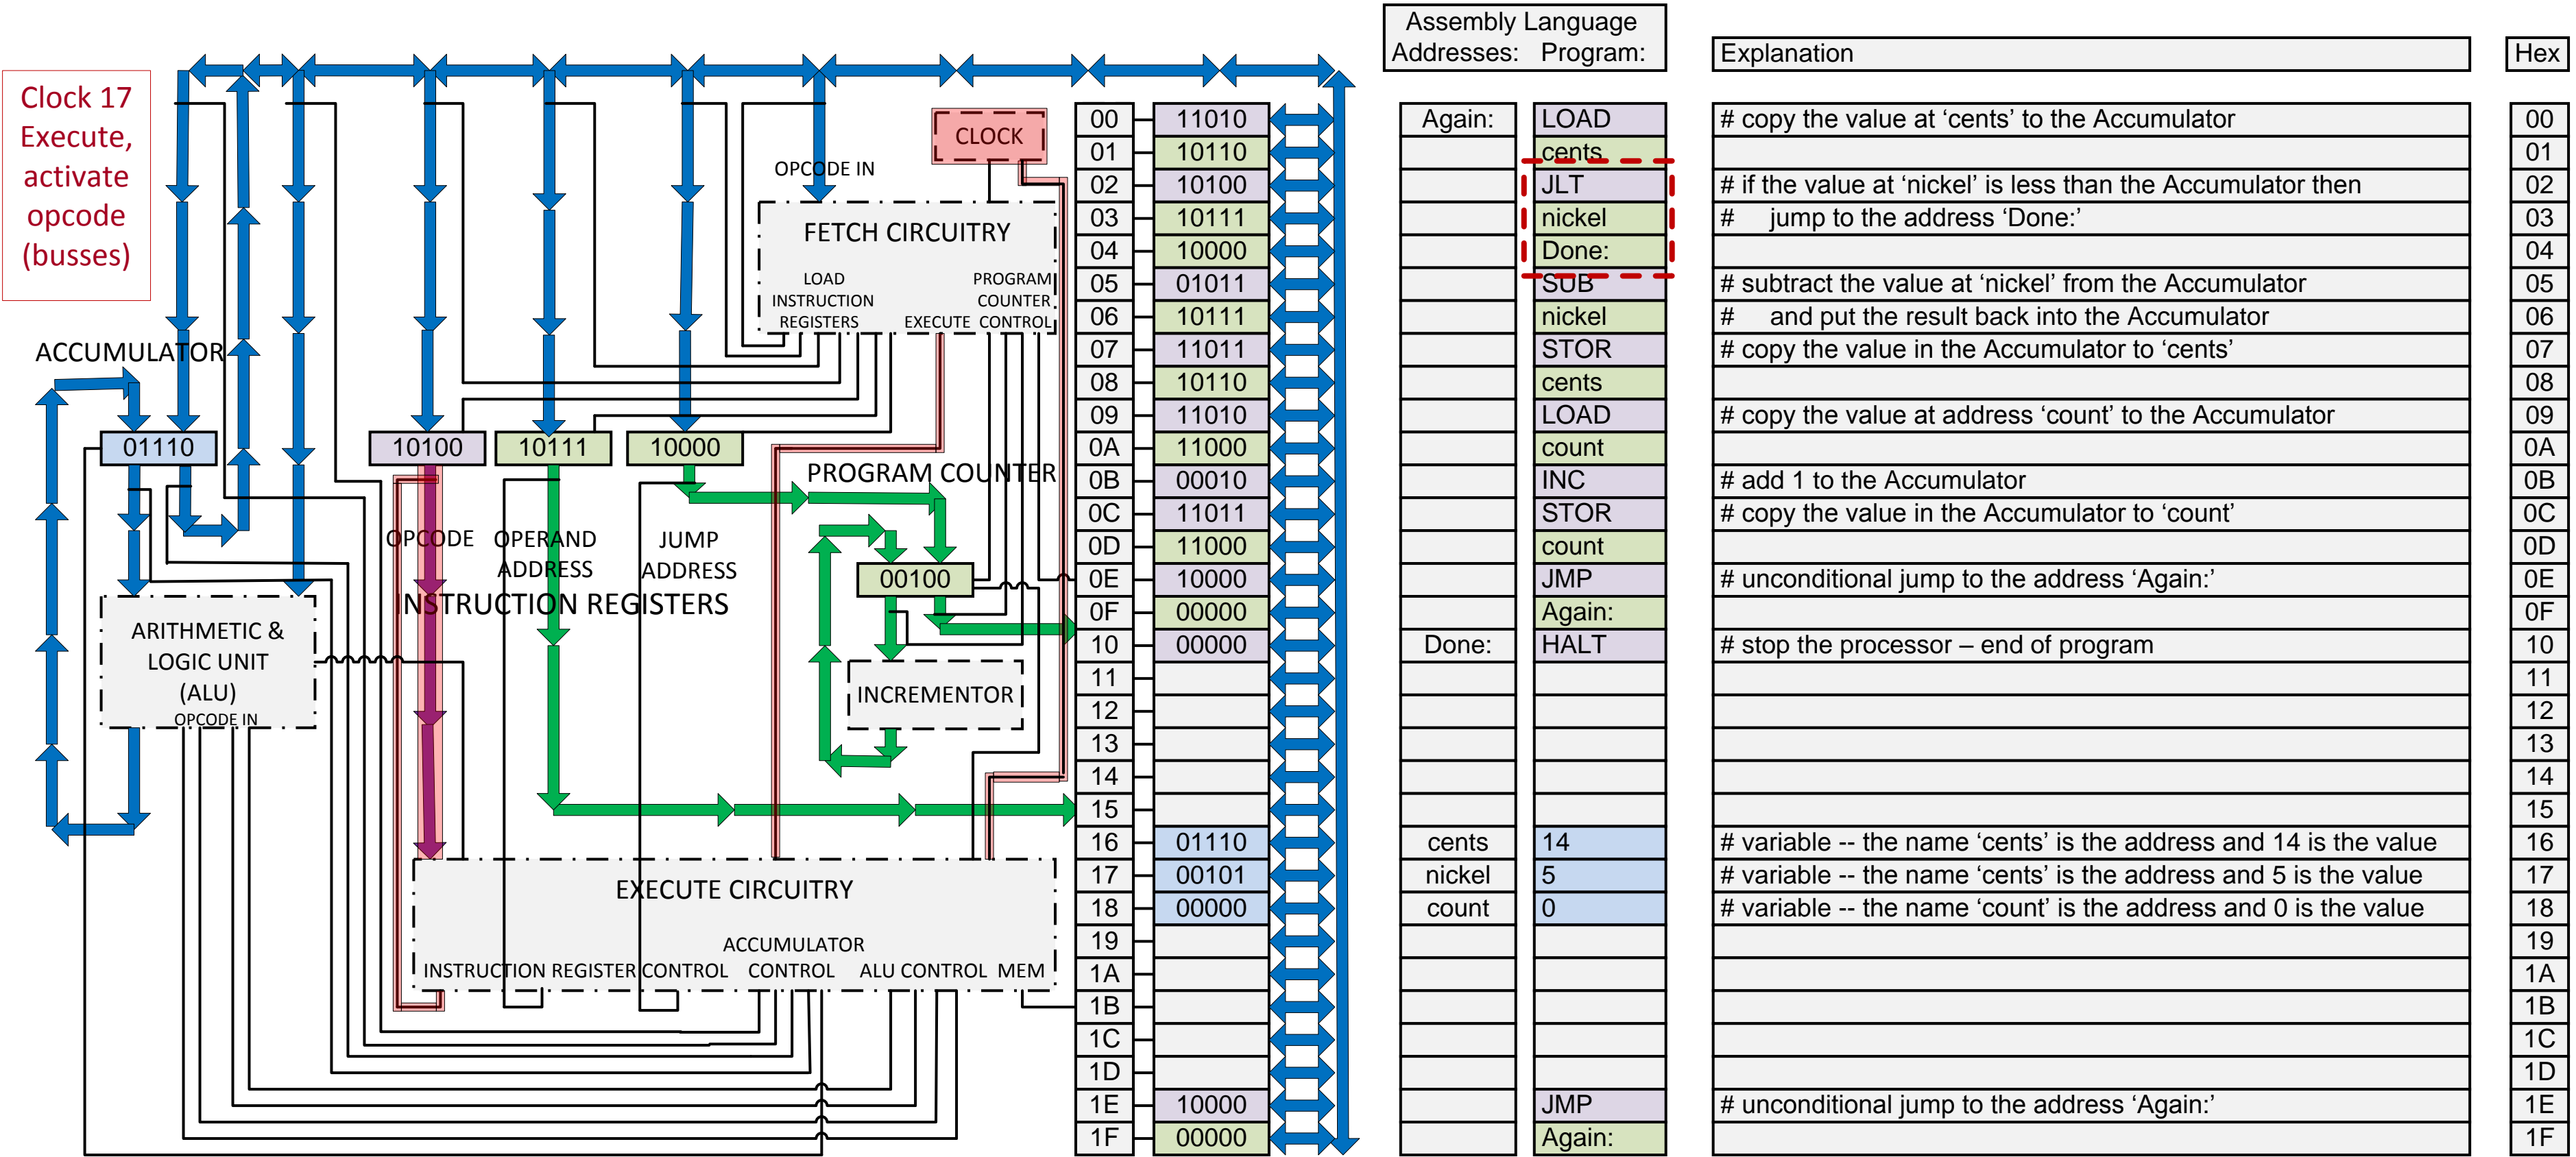 Assembly Language
Addresses: Program:
Explanation
Hex
Clock 17
Execute,
activate
opcode
(busses)
CLOCK
OPCODE IN
FETCH CIRCUITRY
LOAD
INSTRUCTION
REGISTERS
EXECUTE
PROGRAM
COUNTER
CONTROL
ACCUMULATOR
01110
10100
10111
10000
PROGRAM COUNTER
OPCODE
OPERAND
ADDRESS
JUMP
ADDRESS
INSTRUCTION REGISTERS
00100
INCREMENTOR
ARITHMETIC &
LOGIC UNIT
(ALU)
OPCODE IN
EXECUTE CIRCUITRY
INSTRUCTION REGISTER CONTROL
ACCUMULATOR
CONTROL
ALU CONTROL
MEM
00 11010 Again: LOAD # copy the value at ‘cents’ to the Accumulator 00
01 10110 cents 01
02 10100 JLT # if the value at ‘nickel’ is less than the Accumulator then 02
03 10111 nickel # jump to the address ‘Done:’ 03
04 10000 Done: 04
05 01011 SUB # subtract the value at ‘nickel’ from the Accumulator 05
06 10111 nickel # and put the result back into the Accumulator 06
07 11011 STOR # copy the value in the Accumulator to ‘cents’ 07
08 10110 cents 08
09 11010 LOAD # copy the value at address ‘count’ to the Accumulator 09
0A 11000 count 0A
0B 00010 INC # add 1 to the Accumulator 0B
0C 11011 STOR # copy the value in the Accumulator to ‘count’ 0C
0D 11000 count 0D
0E 10000 JMP # unconditional jump to the address ‘Again:’ 0E
0F 00000 Again: 0F
10 00000 Done: HALT # stop the processor – end of program 10
11 11
12 12
13 13
14 14
15 15
16 01110 cents 14 # variable -- the name ‘cents’ is the address and 14 is the value 16
17 00101 nickel 5 # variable -- the name ‘cents’ is the address and 5 is the value 17
18 00000 count 0 # variable -- the name ‘count’ is the address and 0 is the value 18
19 19
1A 1A
1B 1B
1C 1C
1D 1D
1E 10000 JMP # unconditional jump to the address ‘Again:’ 1E
1F 00000 Again: 1F